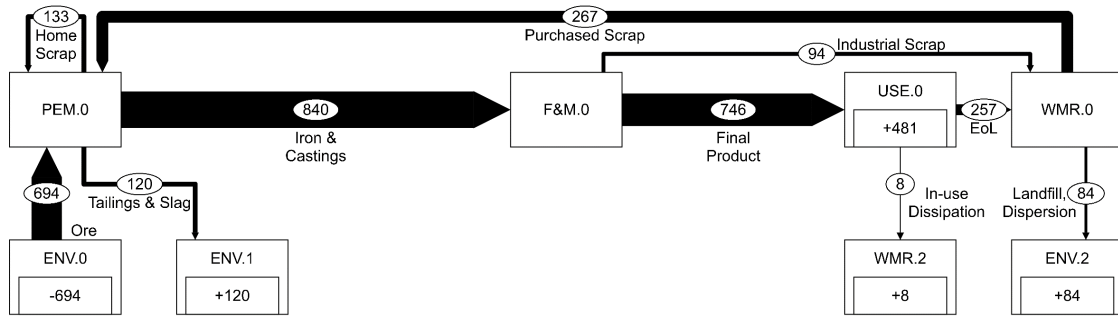 133
267
Home
Scrap
Purchased Scrap
94
Industrial Scrap
PEM.0
840
Iron &
Castings
F&M.0
746
Final
Product
USE.0
+481
257
EoL
WMR.0
694
Ore
120
Tailings & Slag
8
In-use
Dissipation
Landfill,
Dispersion
84
ENV.0
-694
ENV.1
+120
WMR.2
+8
ENV.2
+84